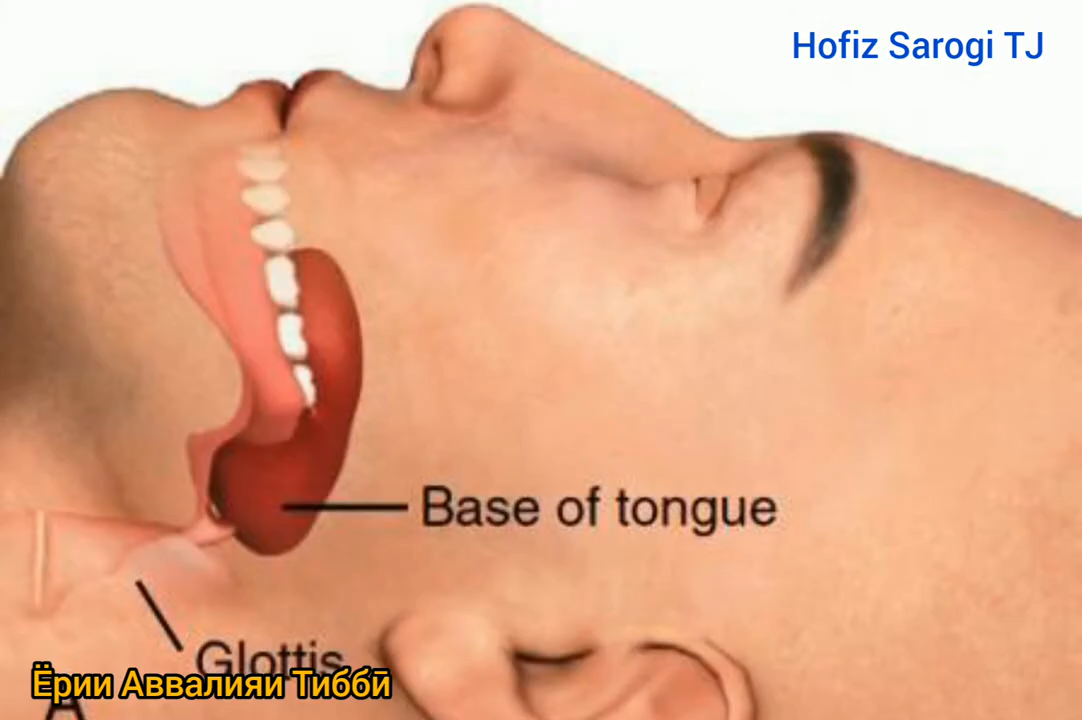 Hofiz Sarogi TJ
Base of tongue
Glottis
Ёрии Аввалияи Тиббӣ
A